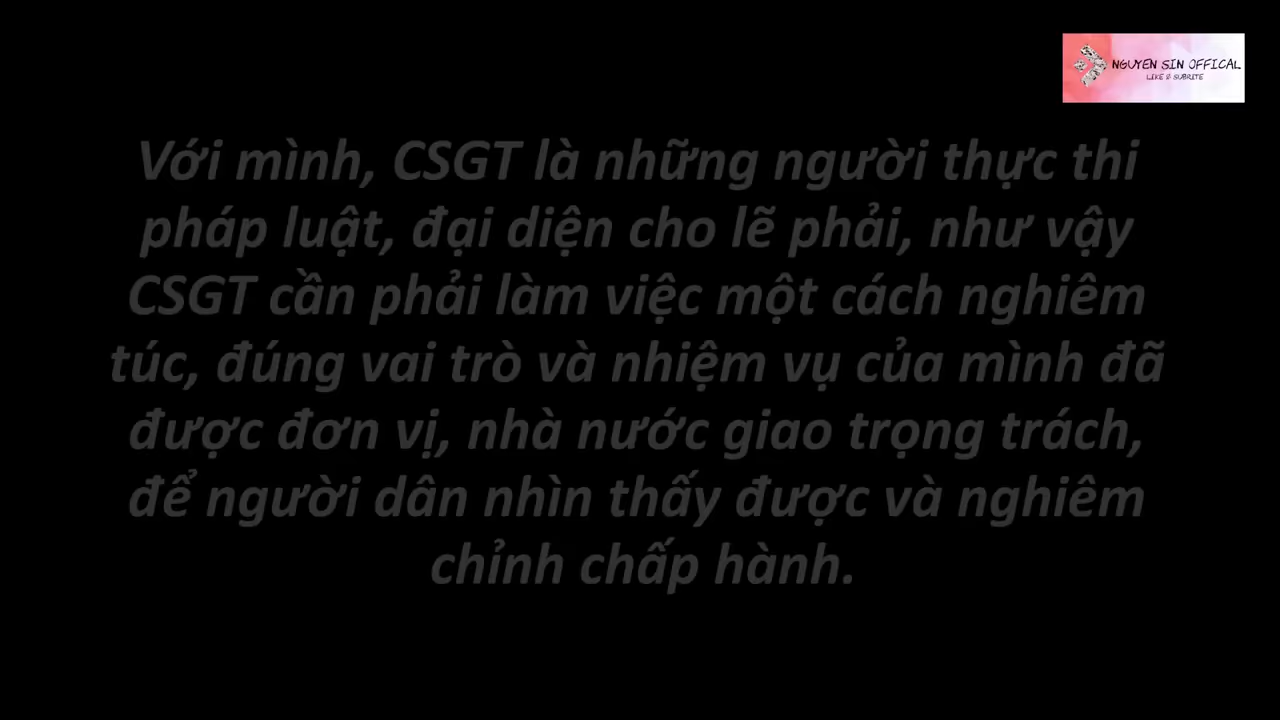 NGUYEN SIN OFFICAL
LIKE & SUBRITE
Với mình, CSGT là những người thực thi
pháp luật, đại diện cho lẽ phải, như vậy
CSGT cần phải làm việc một cách nghiêm
túc, đúng vai trò và nhiệm vụ của mình đã
được đơn vị, nhà nước giao trọng trách,
để người dân nhìn thấy được và nghiêm
chỉnh chấp hành.